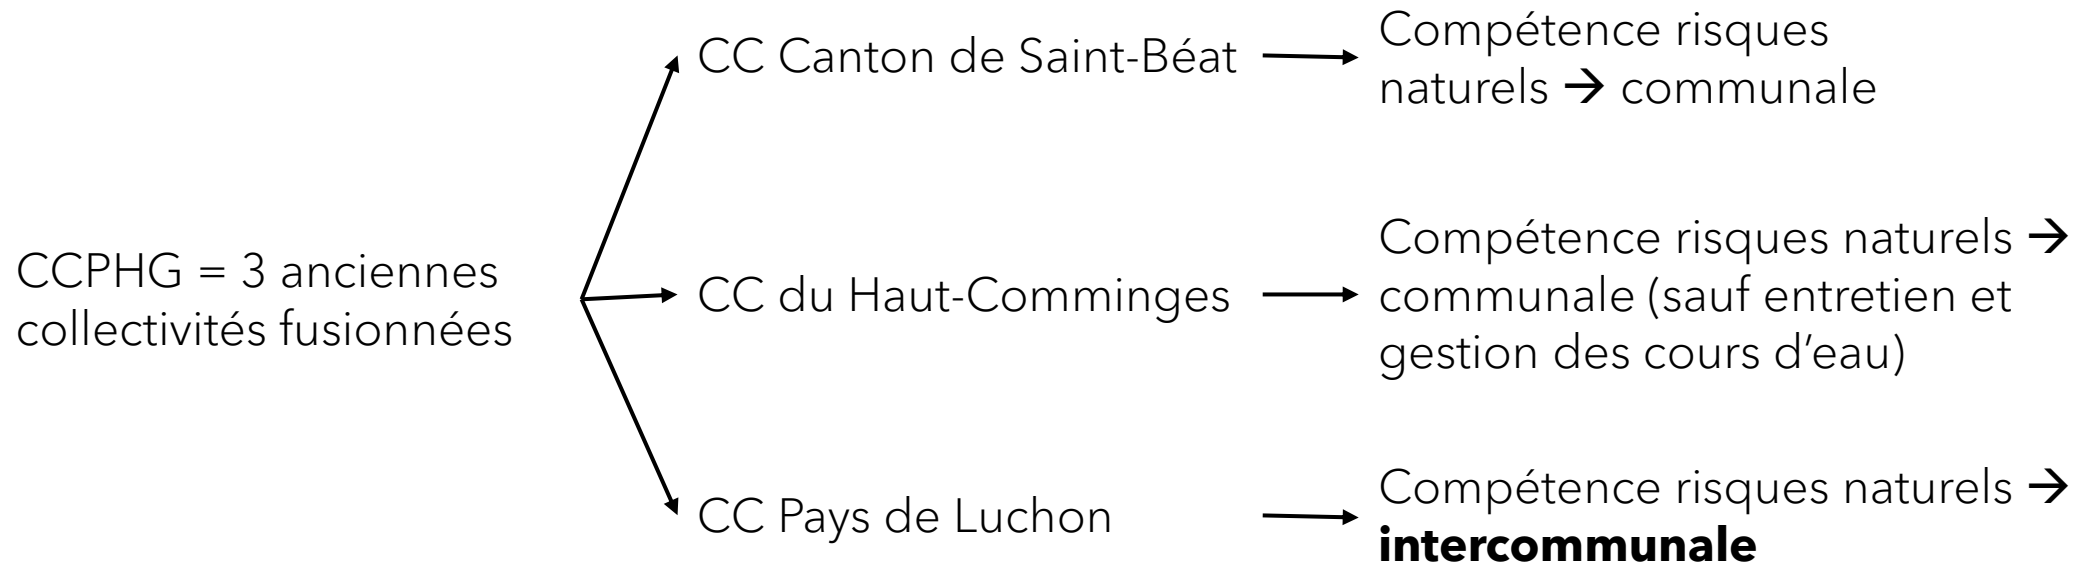 CCPHG = 3 anciennes
collectivités fusionnées
CC Canton de Saint-Béat
Compétence risques
naturels → communale
CC du Haut-Comminges
Compétence risques naturels →
communale (sauf entretien et
gestion des cours d’eau)
CC Pays de Luchon
Compétence risques naturels →
intercommunale